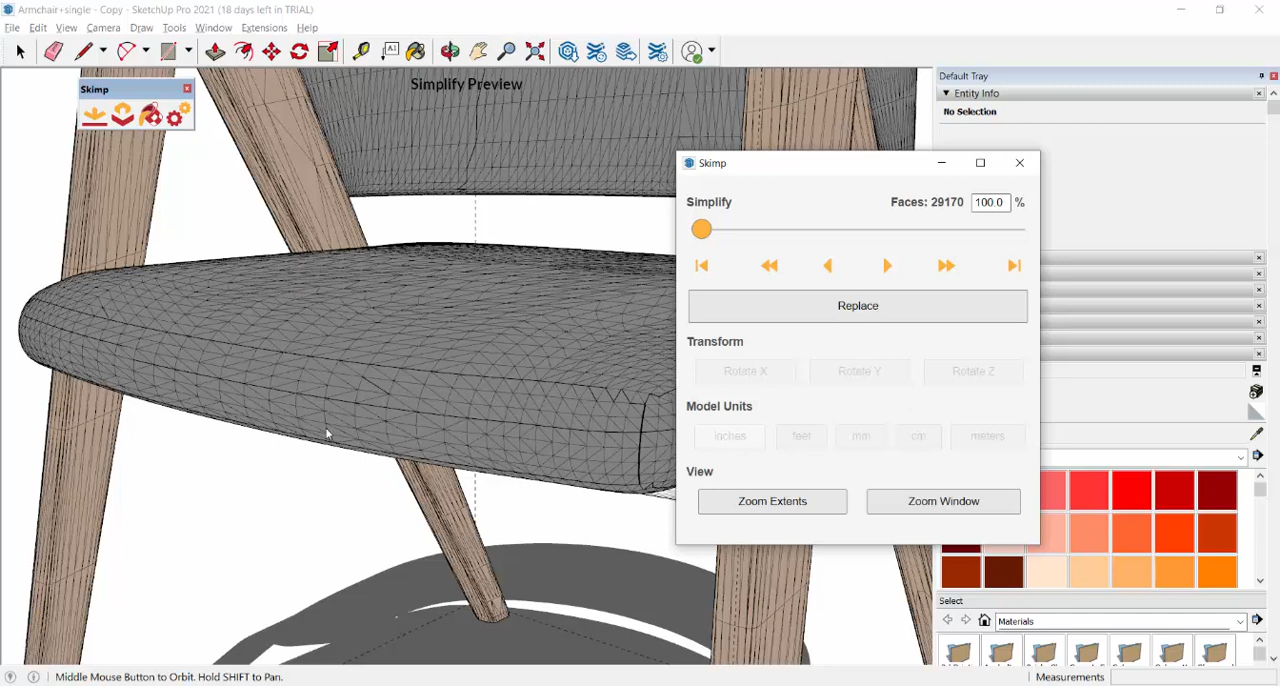 Armchair+single - Copy - SketchUp Pro 2021 (18 days left in TRIAL)
File Edit View Camera Draw Tools Window Extensions Help
Default Tray
Skimp
Simplify Preview
Entity Info
No Selection
Skimp
Simplify Faces: 29170 100.0 %
Replace
Transform
Rotate X Rotate Y Rotate Z
Model Units
inches feet mm cm meters
View
Zoom Extents Zoom Window
Select
Materials
Middle Mouse Button to Orbit. Hold SHIFT to Pan.
Measurements